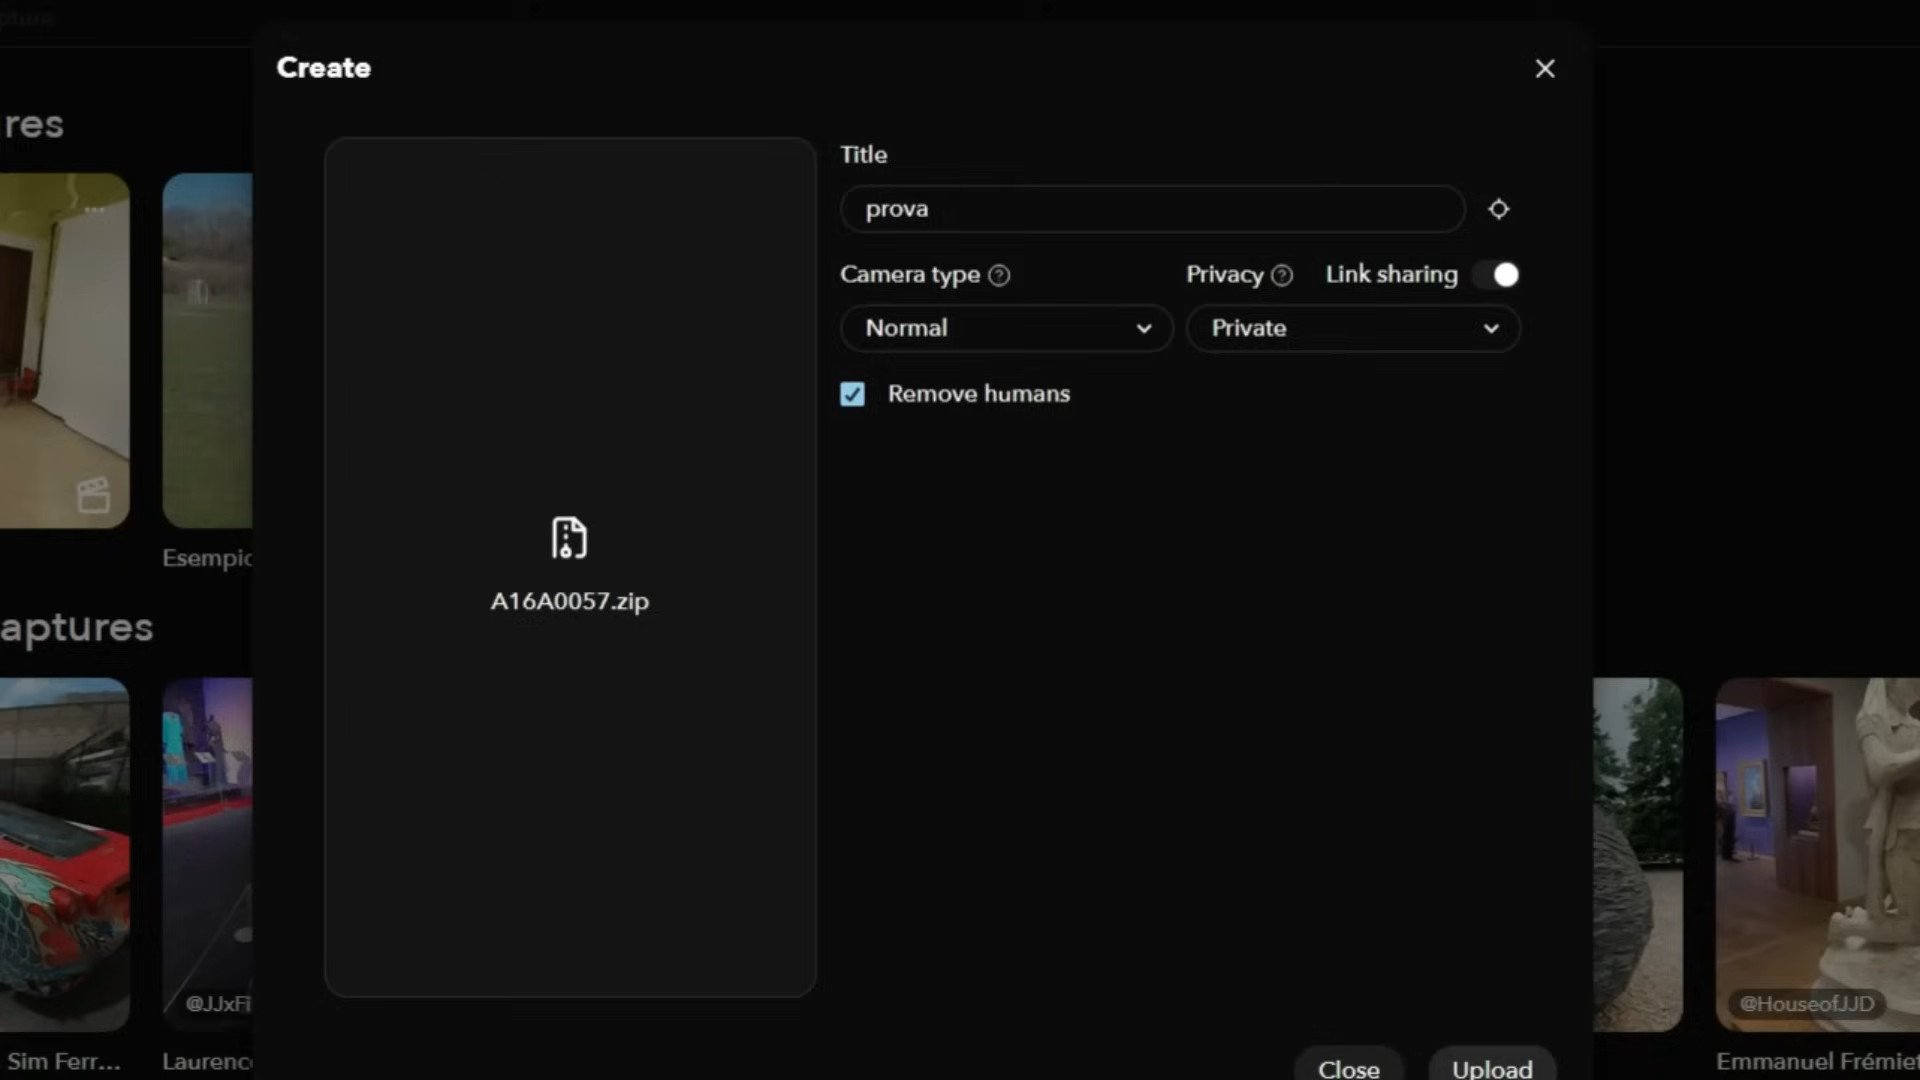 Create
res
Title
prova
Camera type
Privacy
Link sharing
Normal
Private
Remove humans
A16A0057.zip
Esempio
aptures
@JJxFi
@HouseofJJD
Sim Ferr...
Laurenc
Emmanuel Frémiet
Close
Upload